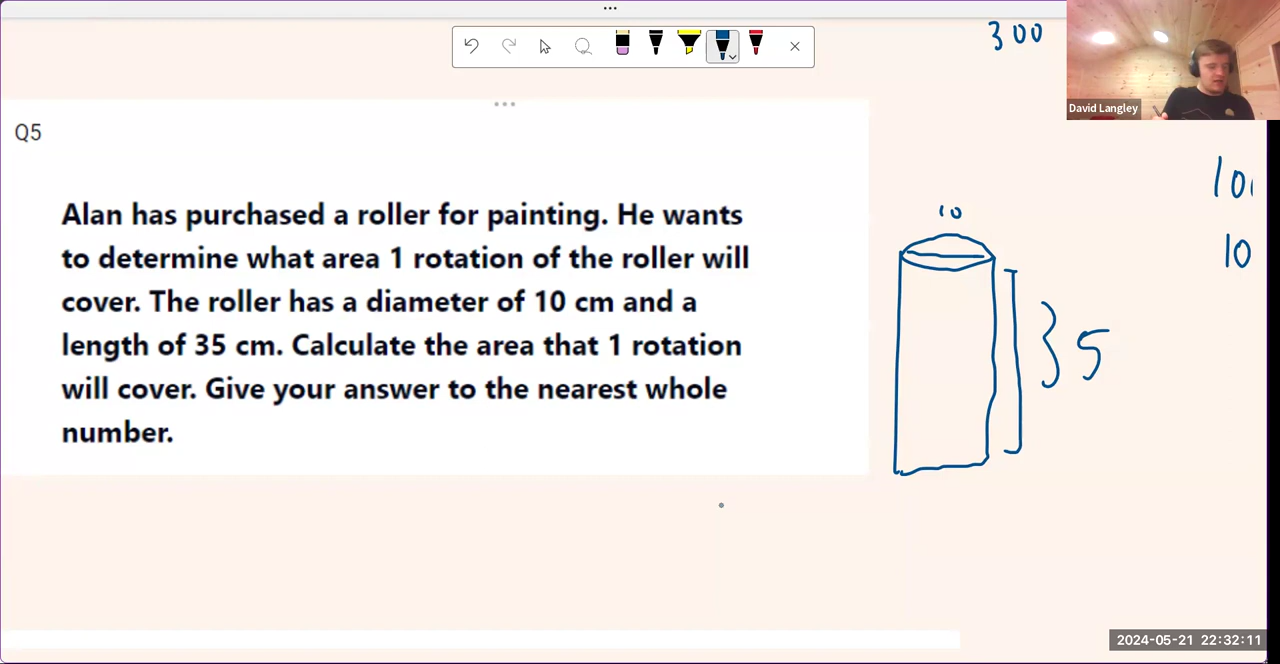 300
David Langley
Q5
Alan has purchased a roller for painting. He wants
to determine what area 1 rotation of the roller will
cover. The roller has a diameter of 10 cm and a
length of 35 cm. Calculate the area that 1 rotation
will cover. Give your answer to the nearest whole
number.
10
35
10
10
2024-05-21 22:32:11